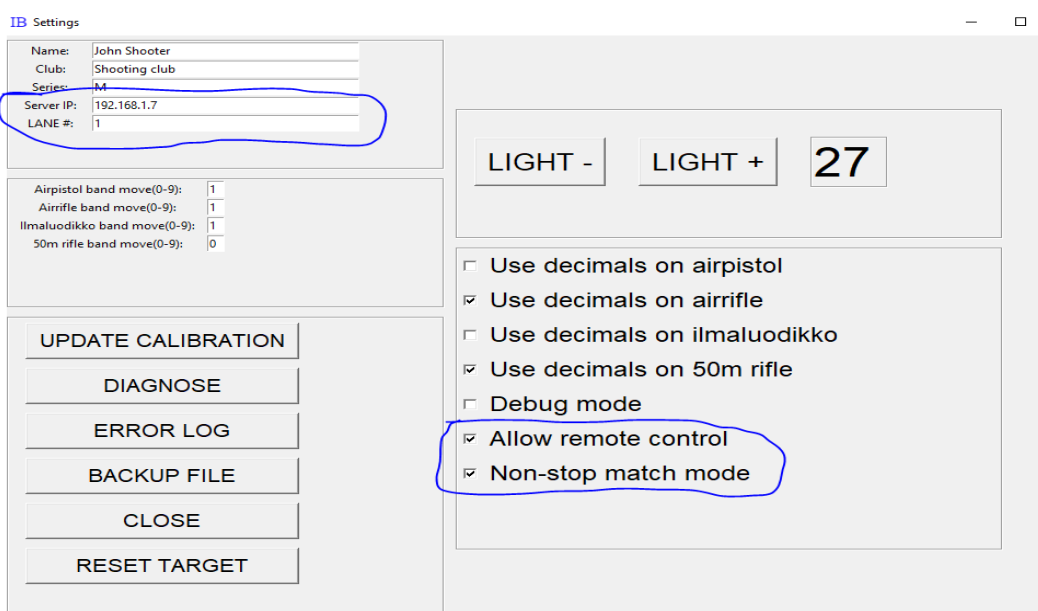 IB Settings
Name: John Shooter
Club: Shooting club
Series: M
Server IP: 192.168.1.7
LANE #: 1
Airpistol band move(0-9): 1
Airrifle band move(0-9): 1
Ilmaluodikko band move(0-9): 1
50m rifle band move(0-9): 0
UPDATE CALIBRATION
DIAGNOSE
ERROR LOG
BACKUP FILE
CLOSE
RESET TARGET
LIGHT - LIGHT + 27
Use decimals on airpistol
Use decimals on airrifle
Use decimals on ilmaluodikko
Use decimals on 50m rifle
Debug mode
Allow remote control
Non-stop match mode